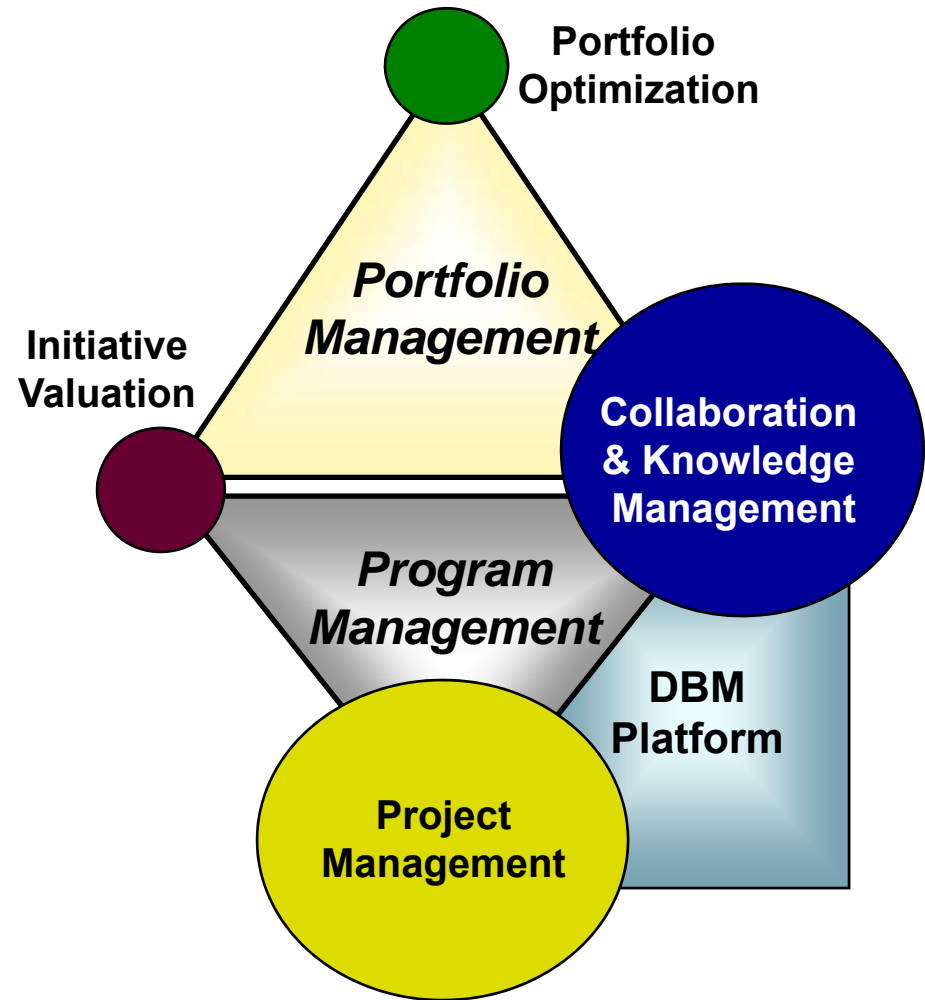 Portfolio
Optimization
Portfolio
Management
Initiative
Valuation
Collaboration
& Knowledge
Management
Program
Management
DBM
Platform
Project
Management